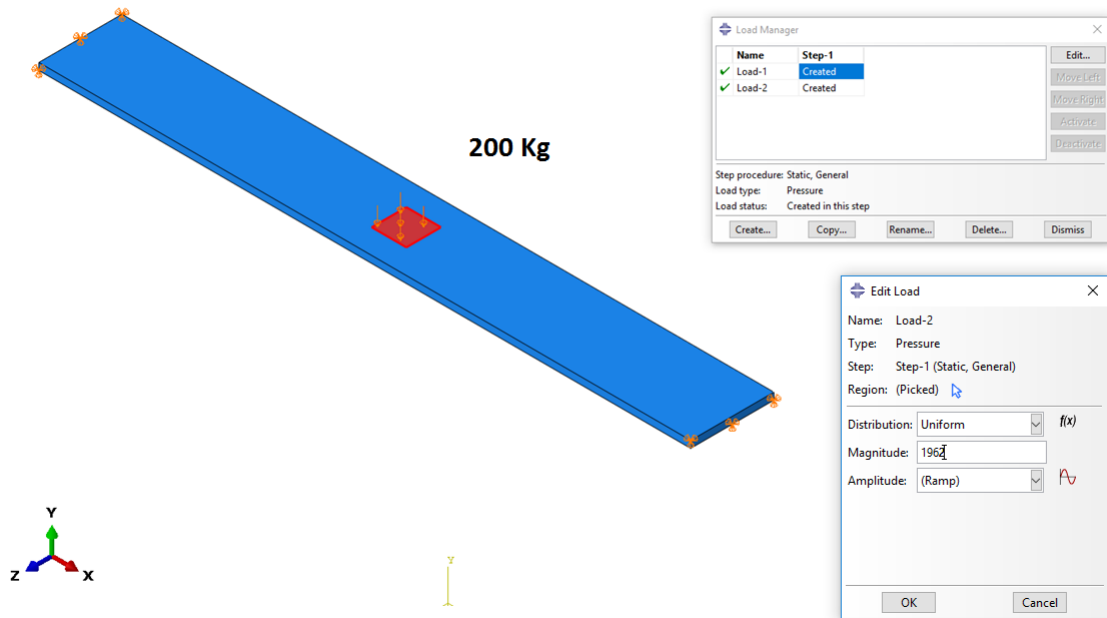 200 Kg
Load Manager
Name Step-1
Load-1 Created
Load-2 Created
Edit...
Move Left
Move Right
Activate
Deactivate
Step procedure: Static, General
Load type: Pressure
Load status: Created in this step
Create... Copy... Rename... Delete... Dismiss
Edit Load
Name: Load-2
Type: Pressure
Step: Step-1 (Static, General)
Region: (Picked)
Distribution: Uniform f(x)
Magnitude: 1962
Amplitude: (Ramp)
OK Cancel
Y
Z X
Y